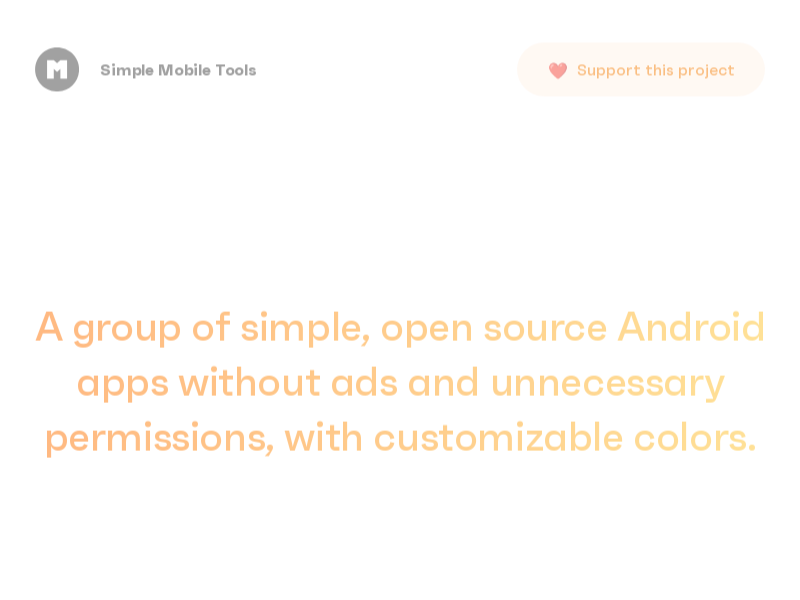 Simple Mobile Tools
❤️ Support this project
A group of simple, open source Android
apps without ads and unnecessary
permissions, with customizable colors.